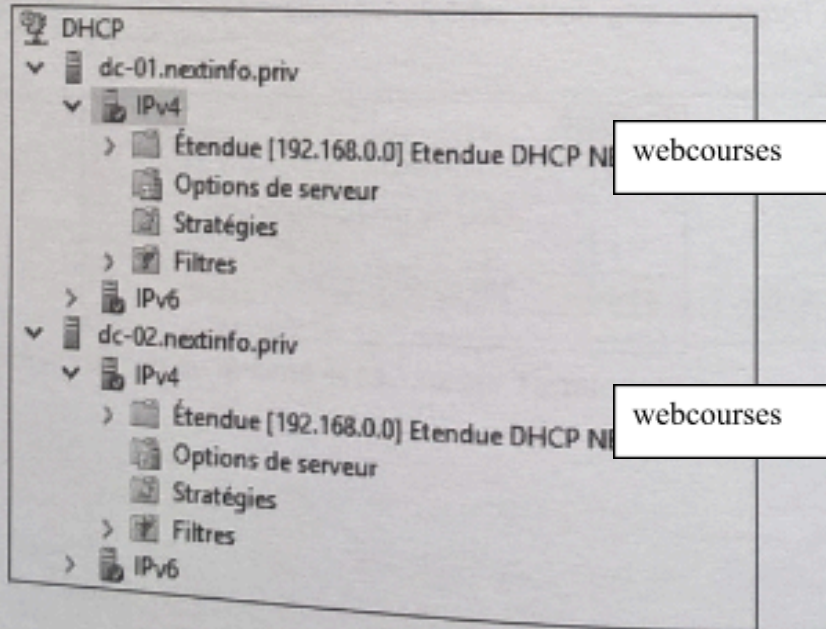 DHCP
dc-01.nextinfo.priv
IPv4
Étendue [192.168.0.0] Etendue DHCP
webcourses
Options de serveur
Stratégies
Filtres
IPv6
dc-02.nextinfo.priv
IPv4
Étendue [192.168.0.0] Etendue DHCP
webcourses
Options de serveur
Stratégies
Filtres
IPv6